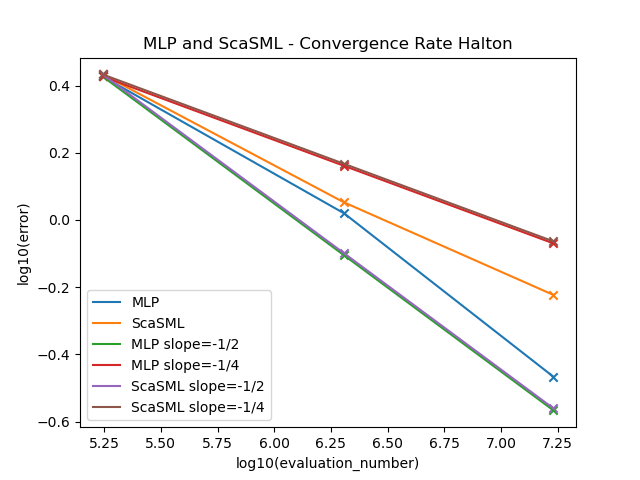 MLP and ScaSML - Convergence Rate Halton
log10(error)
0.4
0.2
0.0
−0.2
−0.4
−0.6
MLP
ScaSML
MLP slope=-1/2
MLP slope=-1/4
ScaSML slope=-1/2
ScaSML slope=-1/4
5.25 5.50 5.75 6.00 6.25 6.50 6.75 7.00 7.25
log10(evaluation_number)